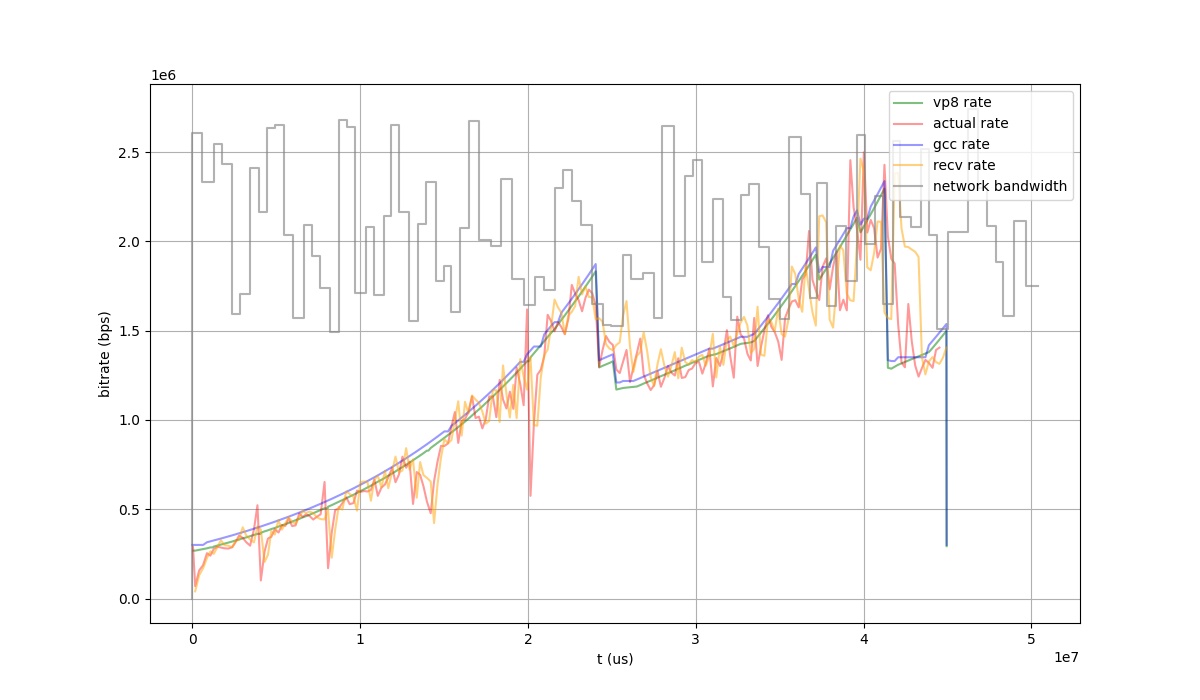 1e6
vp8 rate
actual rate
gcc rate
recv rate
network bandwidth
2.5
2.0
1.5
1.0
0.5
0.0
bitrate (bps)
0 1 2 3 4 5
t (us)
1e7